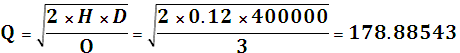 Q = √(2 × H × D / O) = √(2 × 0.12 × 400000 / 3) = 178.88543